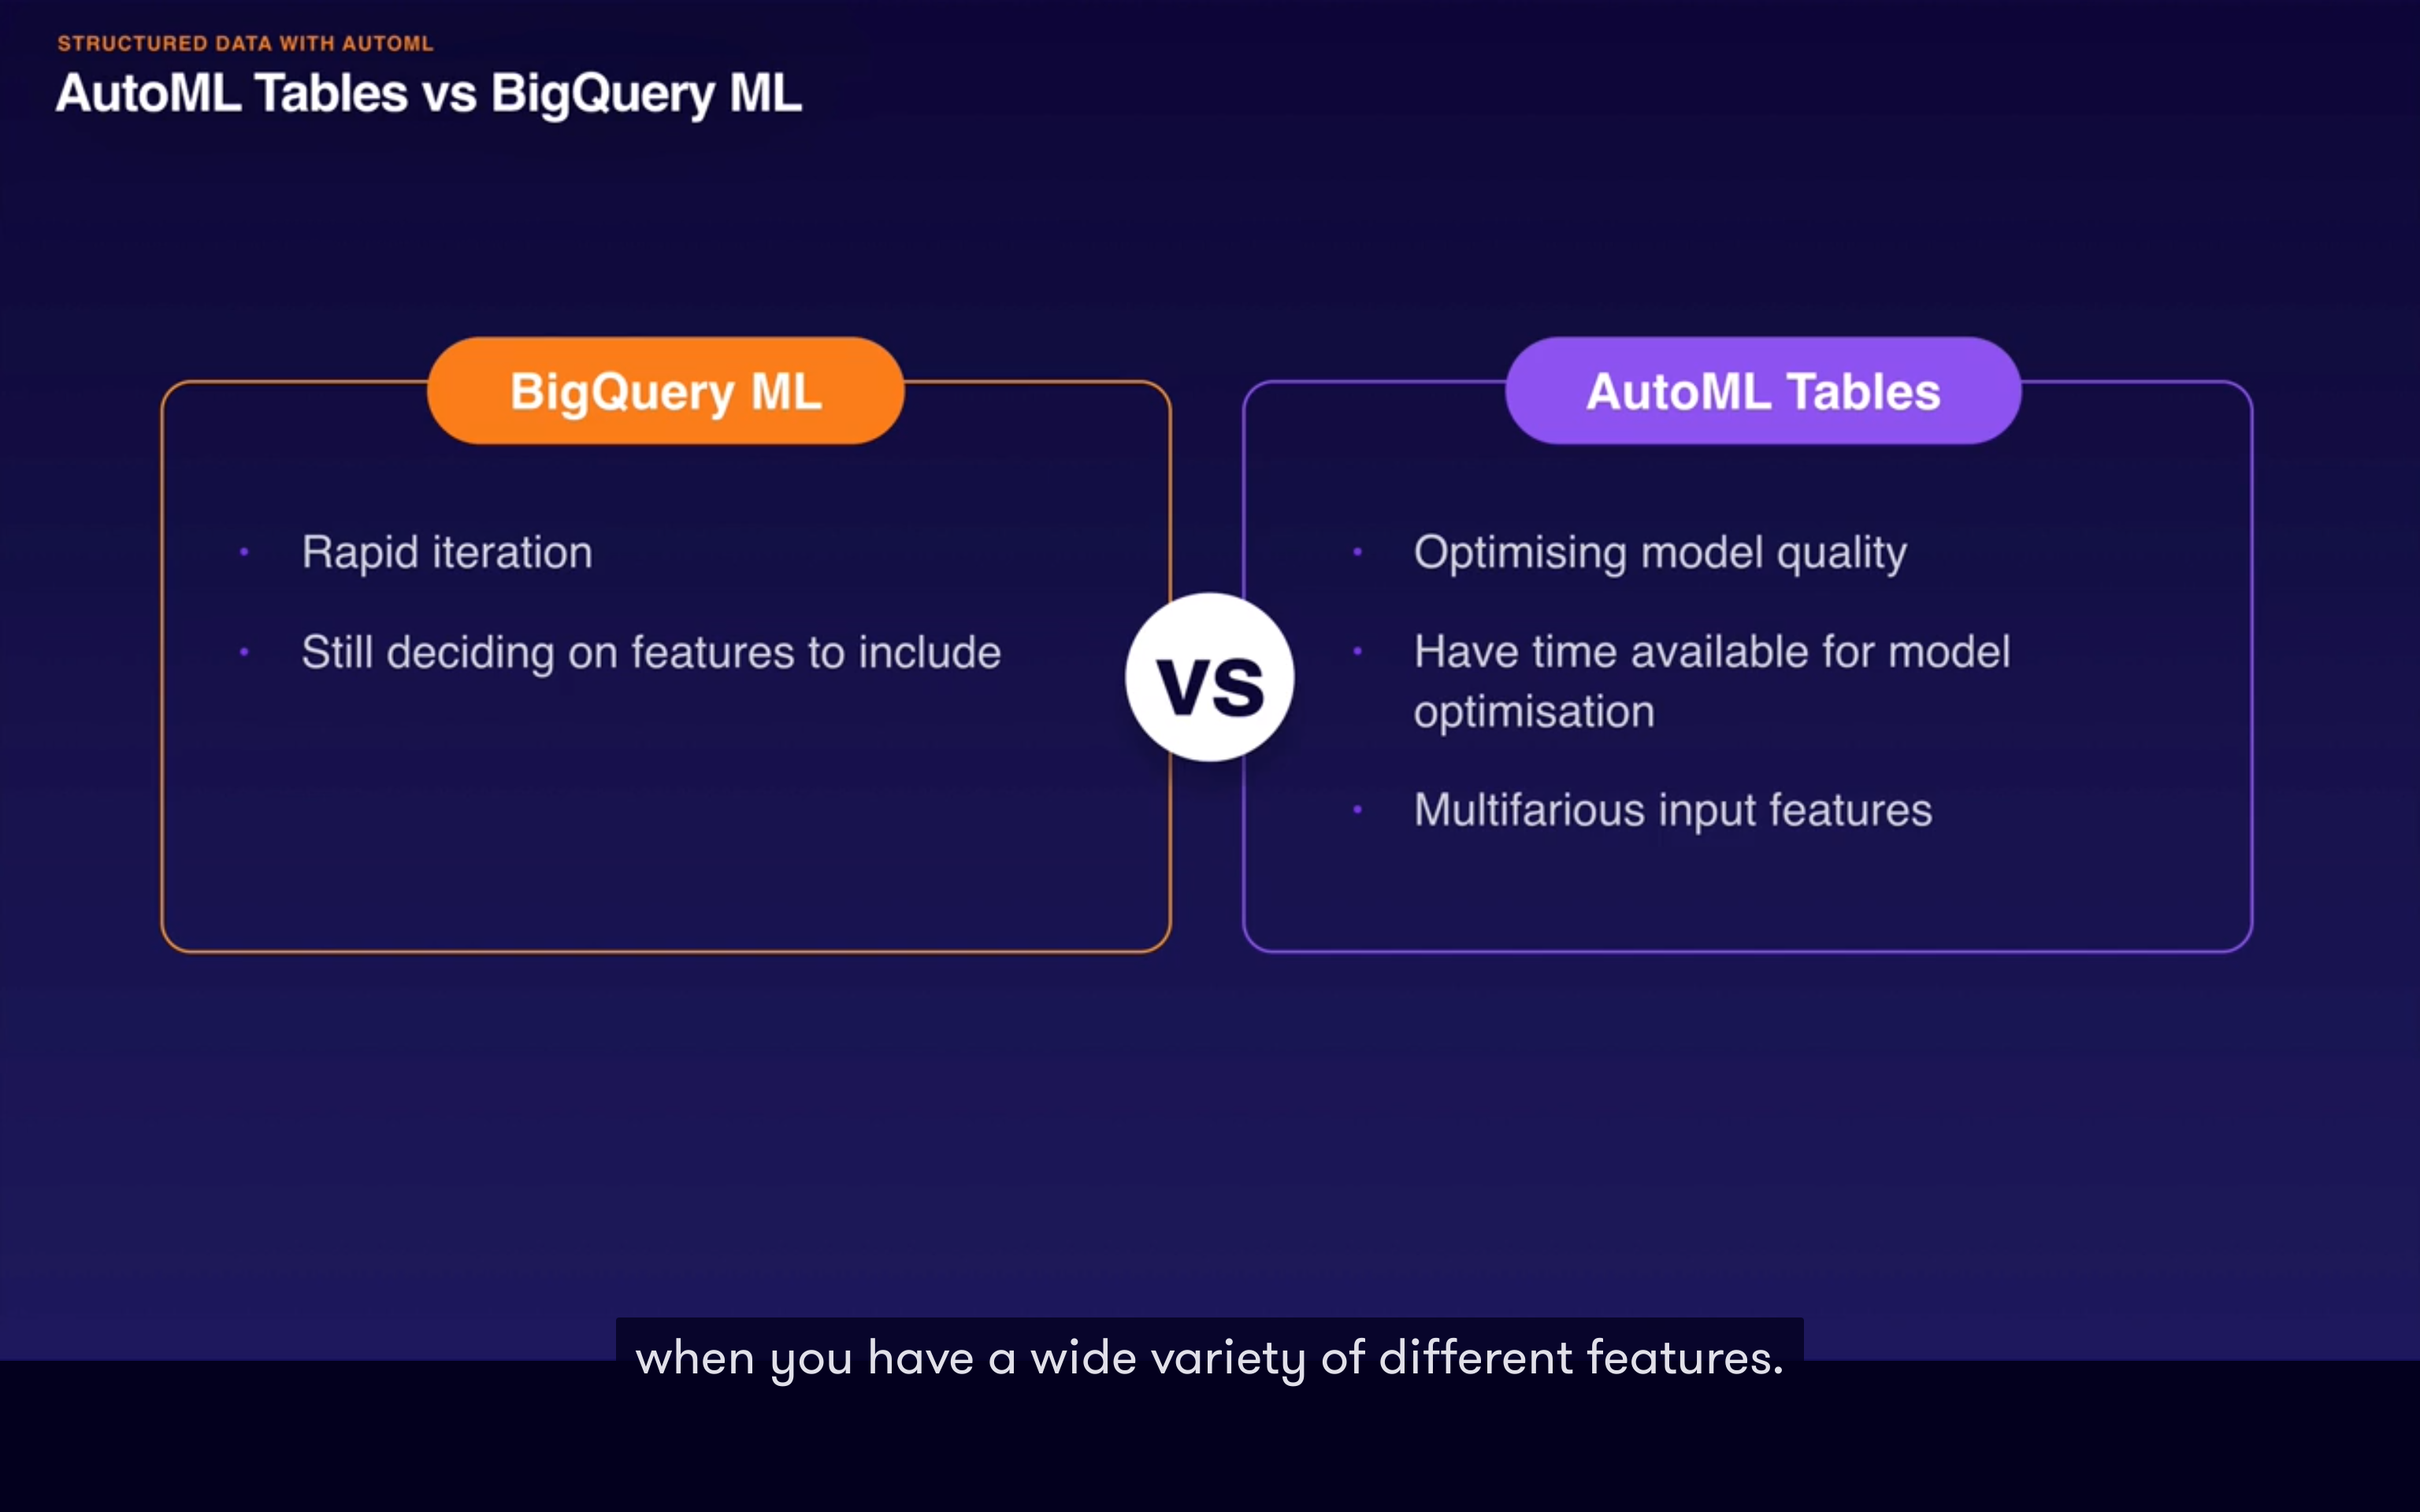 STRUCTURED DATA WITH AUTOML
AutoML Tables vs BigQuery ML
BigQuery ML
• Rapid iteration
• Still deciding on features to include
vs
AutoML Tables
• Optimising model quality
• Have time available for model
optimisation
• Multifarious input features
when you have a wide variety of different features.